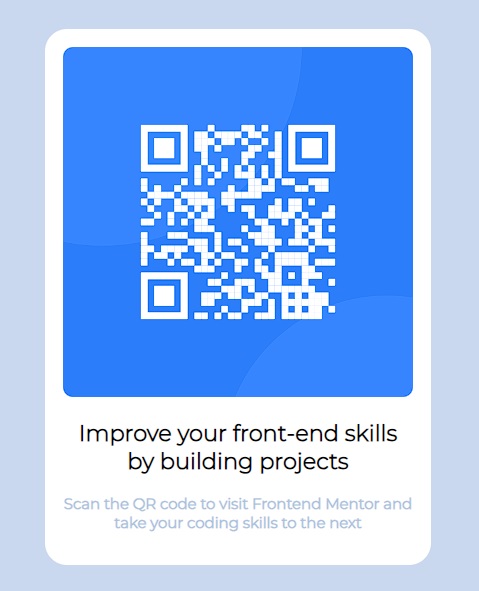 Improve your front-end skills
by building projects
Scan the QR code to visit Frontend Mentor and
take your coding skills to the next